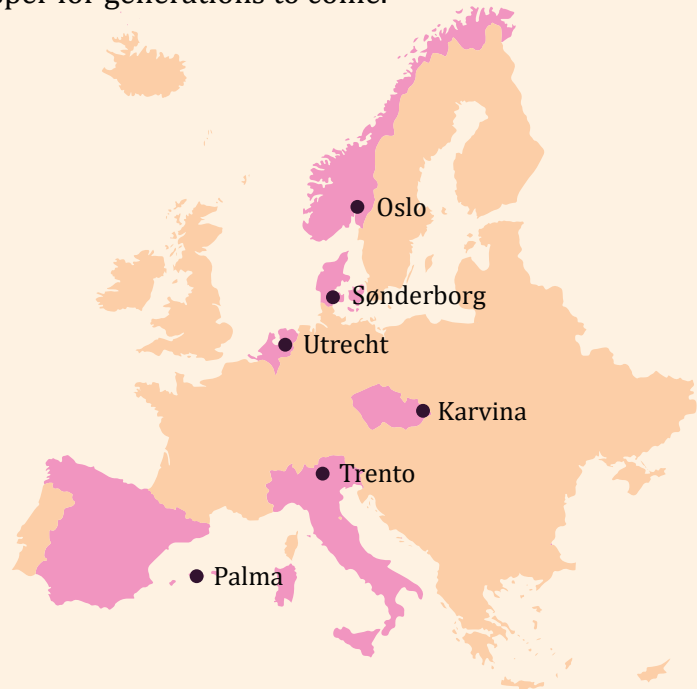 for generations to come.
Oslo
Sønderborg
Utrecht
Karvina
Trento
Palma